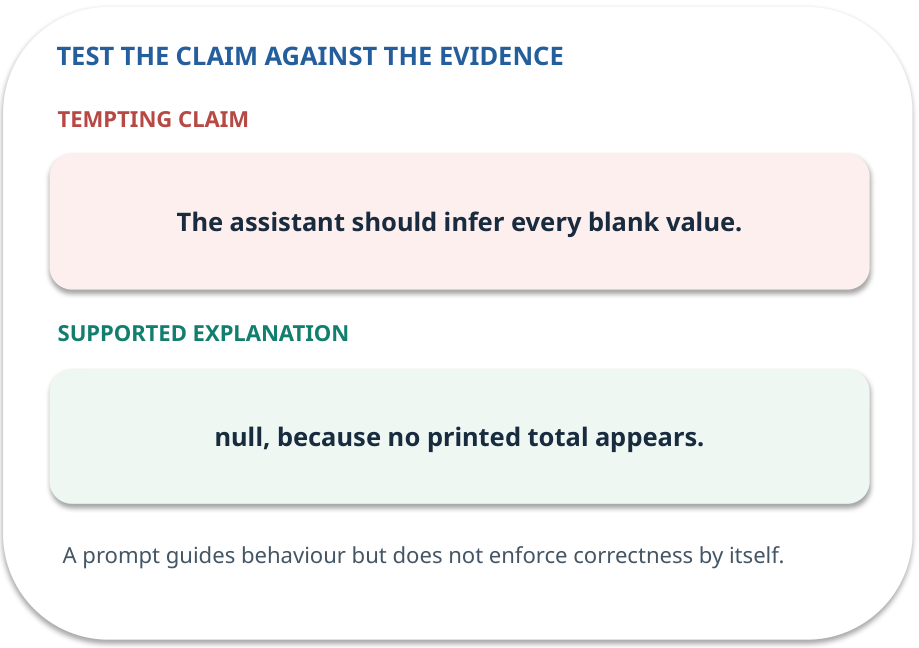 TEST THE CLAIM AGAINST THE EVIDENCE
TEMPTING CLAIM
The assistant should infer every blank value.
SUPPORTED EXPLANATION
null, because no printed total appears.
A prompt guides behaviour but does not enforce correctness by itself.